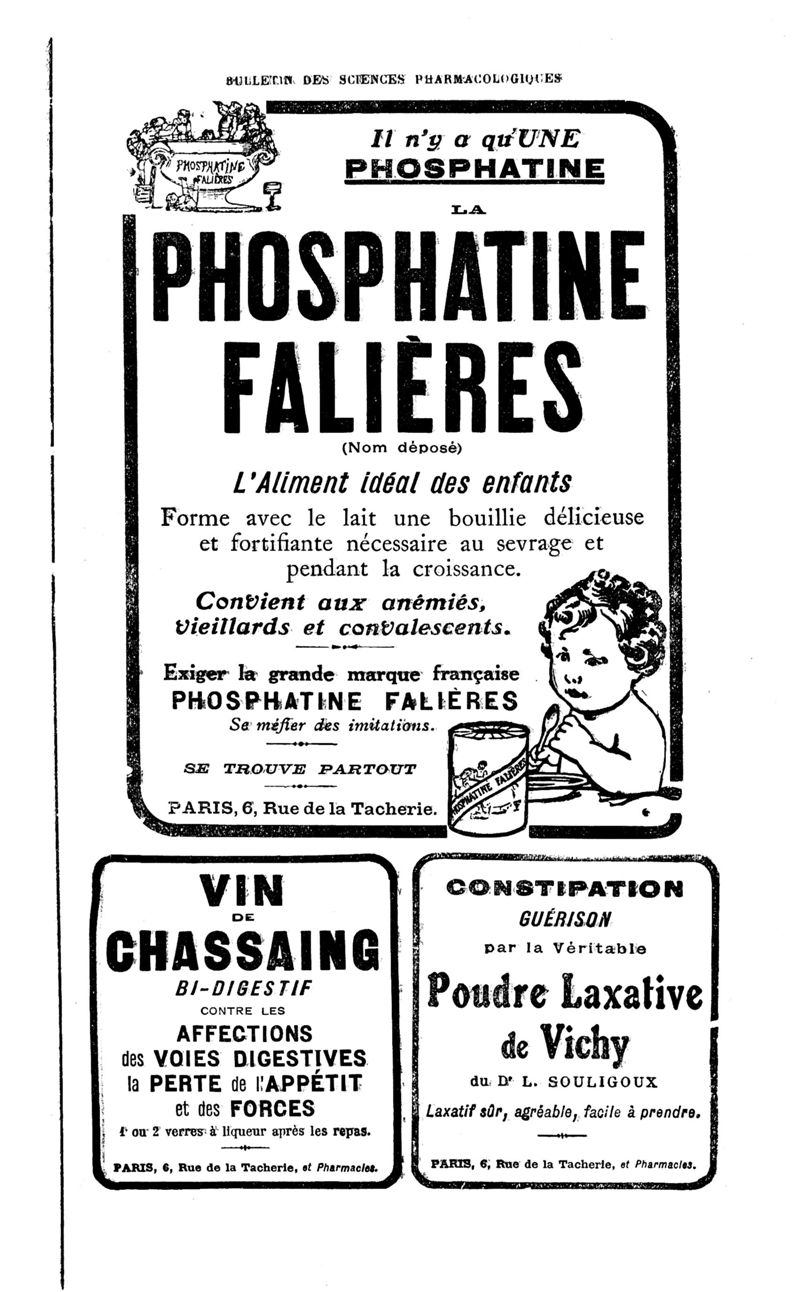 BULLETIN DES SCIENCES PHARMACOLOGIQUES
PHOSPHATINE
FALIÈRES
Il n'y a qu'UNE
PHOSPHATINE
LA
PHOSPHATINE
FALIÈRES
(Nom déposé)
L'Aliment idéal des enfants
Forme avec le lait une bouillie délicieuse
et fortifiante nécessaire au sevrage et
pendant la croissance.
Convient aux anémiés,
vieillards et convalescents.
Exiger la grande marque française
PHOSPHATINE FALIÈRES
Se méfier des imitations.
SE TROUVE PARTOUT
PARIS, 6, Rue de la Tacherie.
PHOSPHATINE FALIÈRES
VIN
DE
CHASSAING
BI-DIGESTIF
CONTRE LES
AFFECTIONS
des VOIES DIGESTIVES
la PERTE de l'APPÉTIT
et des FORCES
1 ou 2 verres à liqueur après les repas.
PARIS, 6, Rue de la Tacherie, et Pharmacies.
CONSTIPATION
GUÉRISON
par la Véritable
Poudre Laxative
de Vichy
du Dr L. SOULIGOUX
Laxatif sûr, agréable, facile à prendre.
PARIS, 6, Rue de la Tacherie, et Pharmacies.